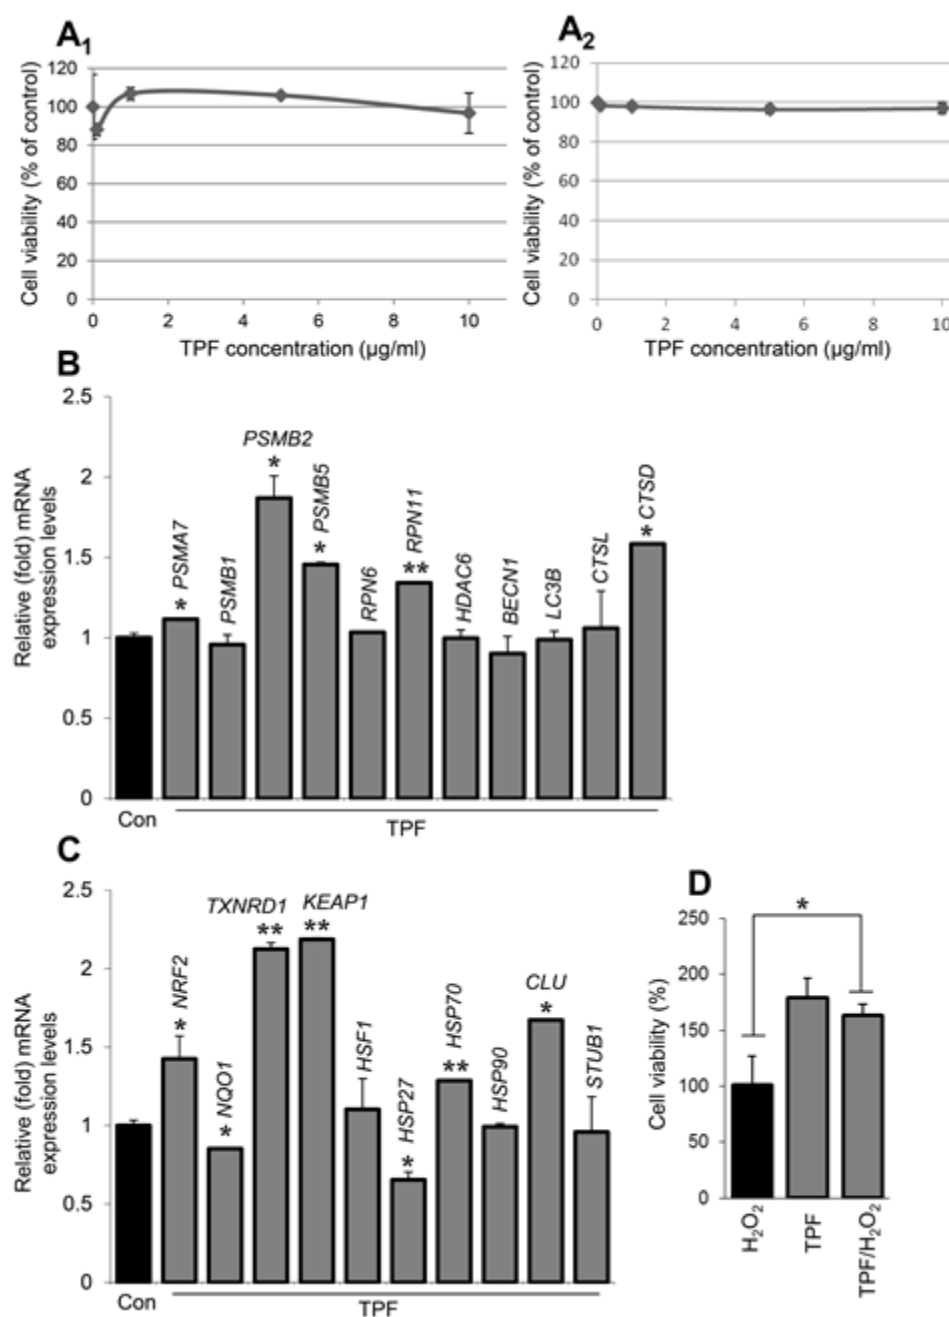 A1
A2
Cell viability (% of control)
120
100
80
60
40
20
0
0
2
4
6
8
10
TPF concentration (µg/ml)
Cell viability (% of control)
120
100
80
60
40
20
0
0
2
4
6
8
10
TPF concentration (µg/ml)
B
Relative (fold) mRNA
expression levels
2.5
2
1.5
1
0.5
0
PSMA7
*
PSMB1
PSMB2
*
PSMB5
*
RPN6
RPN11
**
HDAC6
BECN1
LC3B
CTSL
CTSD
*
Con
TPF
C
Relative (fold) mRNA
expression levels
2.5
2
1.5
1
0.5
0
NRF2
*
NQO1
*
TXNRD1
**
KEAP1
**
HSF1
HSP27
*
HSP70
**
HSP90
CLU
*
STUB1
Con
TPF
D
Cell viability (%)
250
200
150
100
50
0
*
H2O2
TPF
TPF/H2O2